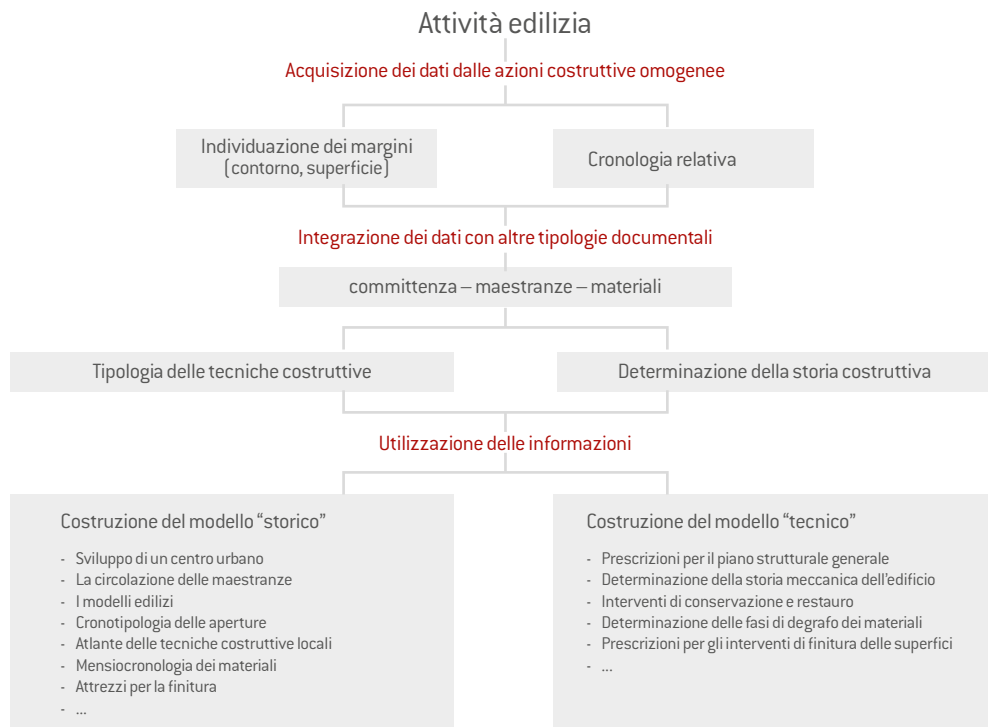 Attività edilizia
Acquisizione dei dati dalle azioni costruttive omogenee
Individuazione dei margini
(contorno, superficie)
Cronologia relativa
Integrazione dei dati con altre tipologie documentali
committenza – maestranze – materiali
Tipologia delle tecniche costruttive
Determinazione della storia costruttiva
Utilizzazione delle informazioni
Costruzione del modello “storico”
- Sviluppo di un centro urbano
- La circolazione delle maestranze
- I modelli edilizi
- Cronotipologia delle aperture
- Atlante delle tecniche costruttive locali
- Mensiocronologia dei materiali
- Attrezzi per la finitura
- ...
Costruzione del modello “tecnico”
- Prescrizioni per il piano strutturale generale
- Determinazione della storia meccanica dell’edificio
- Interventi di conservazione e restauro
- Determinazione delle fasi di degrafo dei materiali
- Prescrizioni per gli interventi di finitura delle superfici
- ...